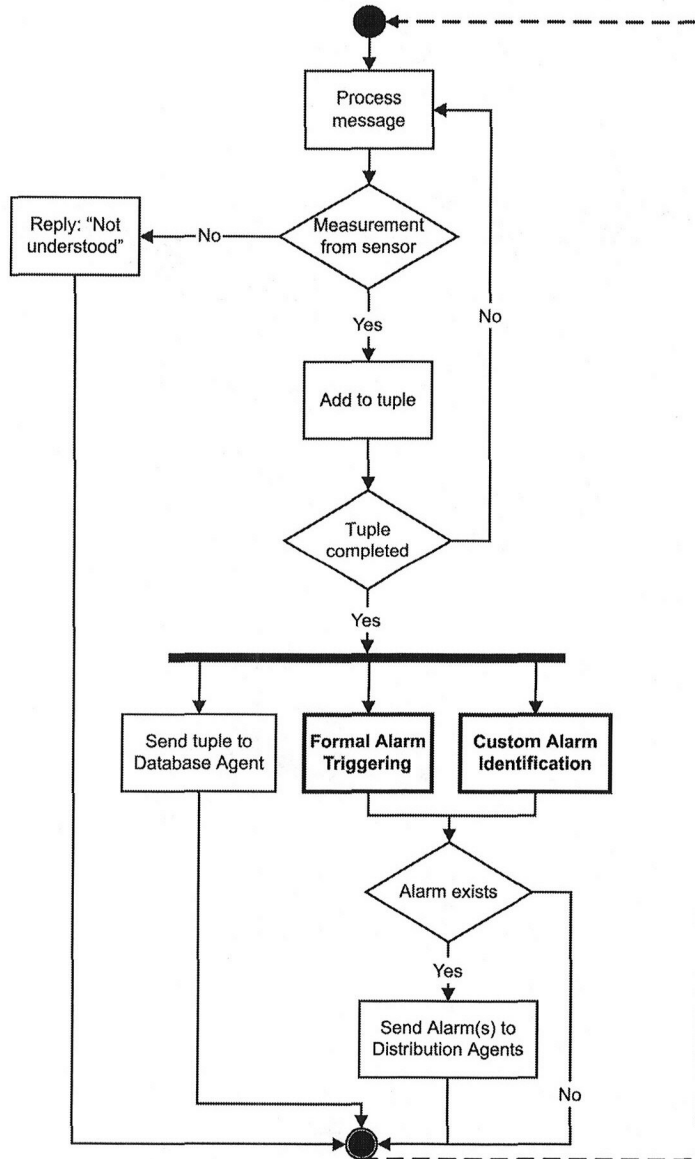 Process
message
Measurement
from sensor
No
Reply: “Not
understood”
Yes
No
Add to tuple
Tuple
completed
Yes
Send tuple to
Database Agent
Formal Alarm
Triggering
Custom Alarm
Identification
Alarm exists
Yes
Send Alarm(s) to
Distribution Agents
No